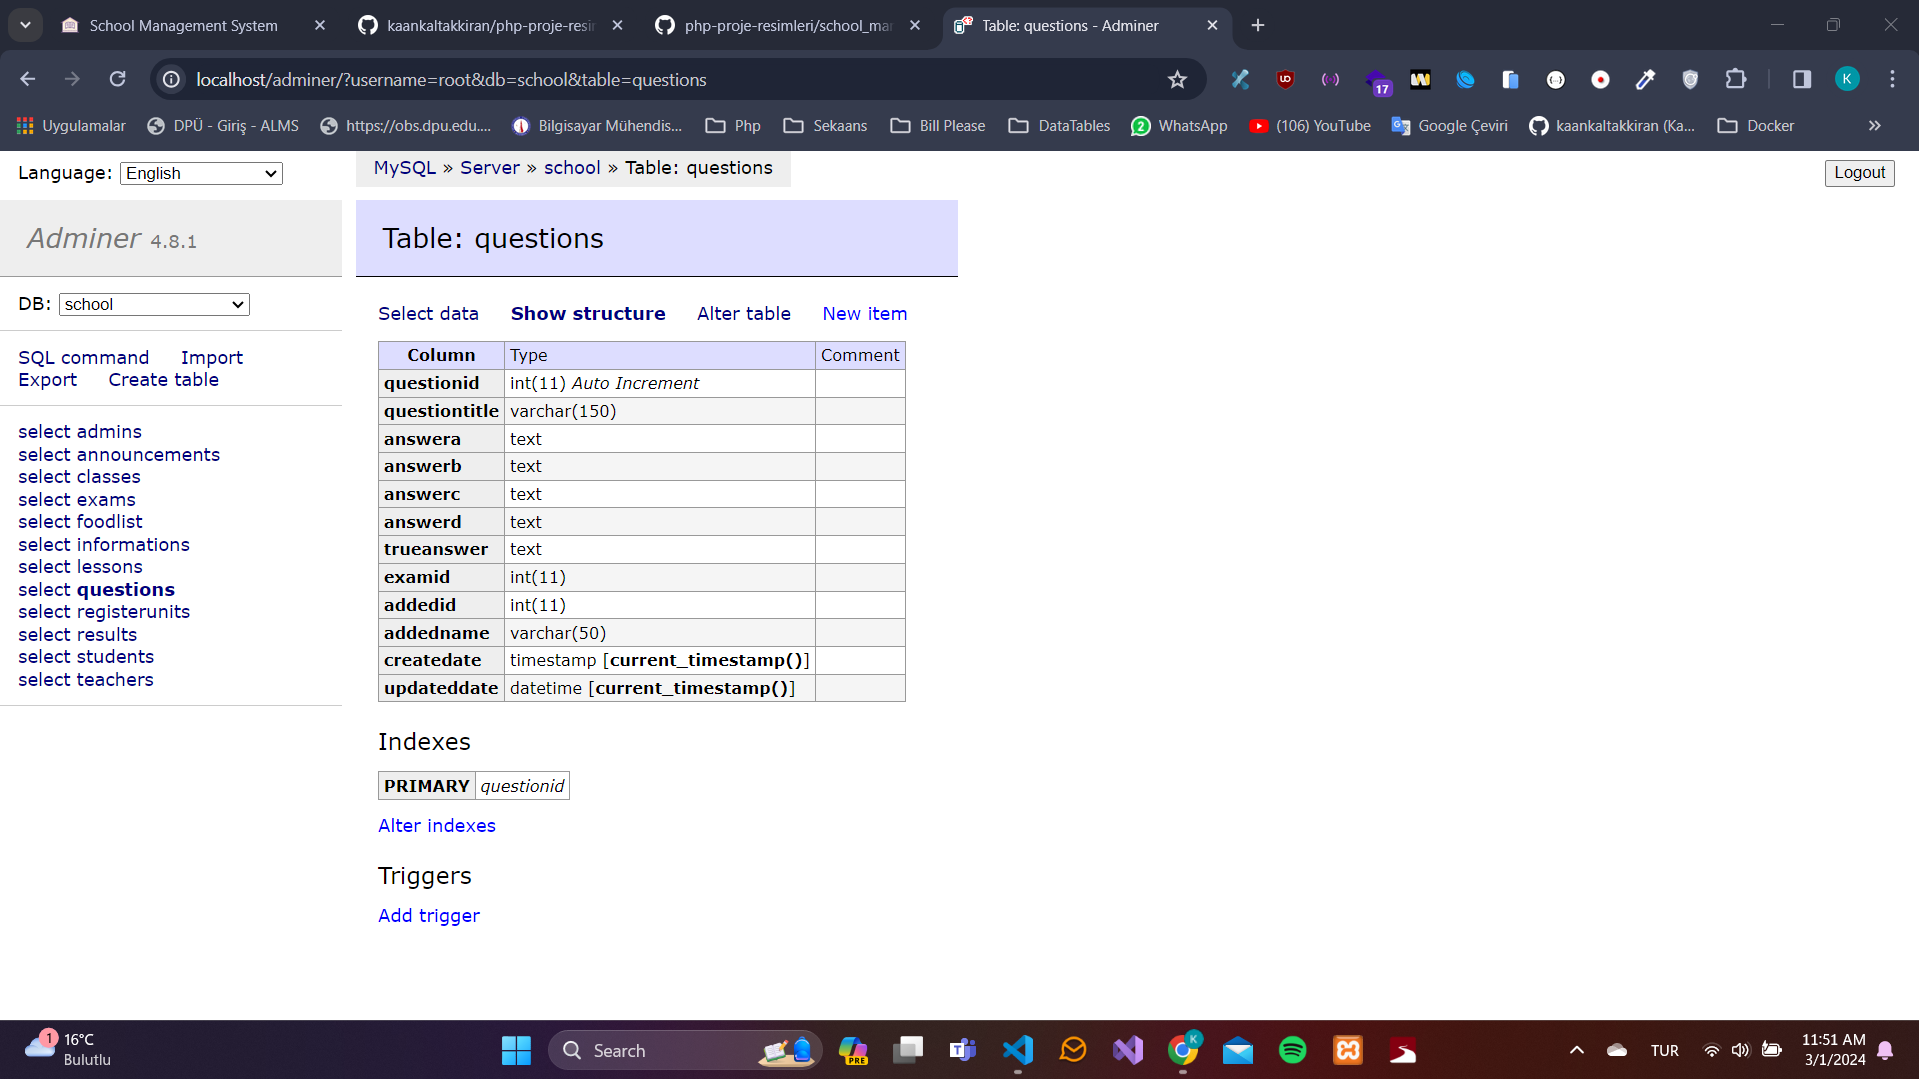 School Management System
kaankaltakkiran/php-proje-resir
php-proje-resimleri/school_mar
Table: questions - Adminer
localhost/adminer/?username=root&db=school&table=questions
17
K
Uygulamalar
DPÜ - Giriş - ALMS
https://obs.dpu.edu....
Bilgisayar Mühendis...
Php
Sekaans
Bill Please
DataTables
WhatsApp
(106) YouTube
Google Çeviri
kaankaltakkiran (Ka...
Docker
Language: English
MySQL » Server » school » Table: questions
Logout
Adminer 4.8.1
Table: questions
DB: school
Select data Show structure Alter table New item
SQL command Import
Export Create table
select admins
select announcements
select classes
select exams
select foodlist
select informations
select lessons
select questions
select registerunits
select results
select students
select teachers
Column Type Comment
questionid int(11) Auto Increment
questiontitle varchar(150)
answera text
answerb text
answerc text
answerd text
trueanswer text
examid int(11)
addedid int(11)
addedname varchar(50)
createdate timestamp [current_timestamp()]
updateddate datetime [current_timestamp()]
Indexes
PRIMARY questionid
Alter indexes
Triggers
Add trigger
1
16°C
Bulutlu
Search
PRE
K
TUR
11:51 AM
3/1/2024